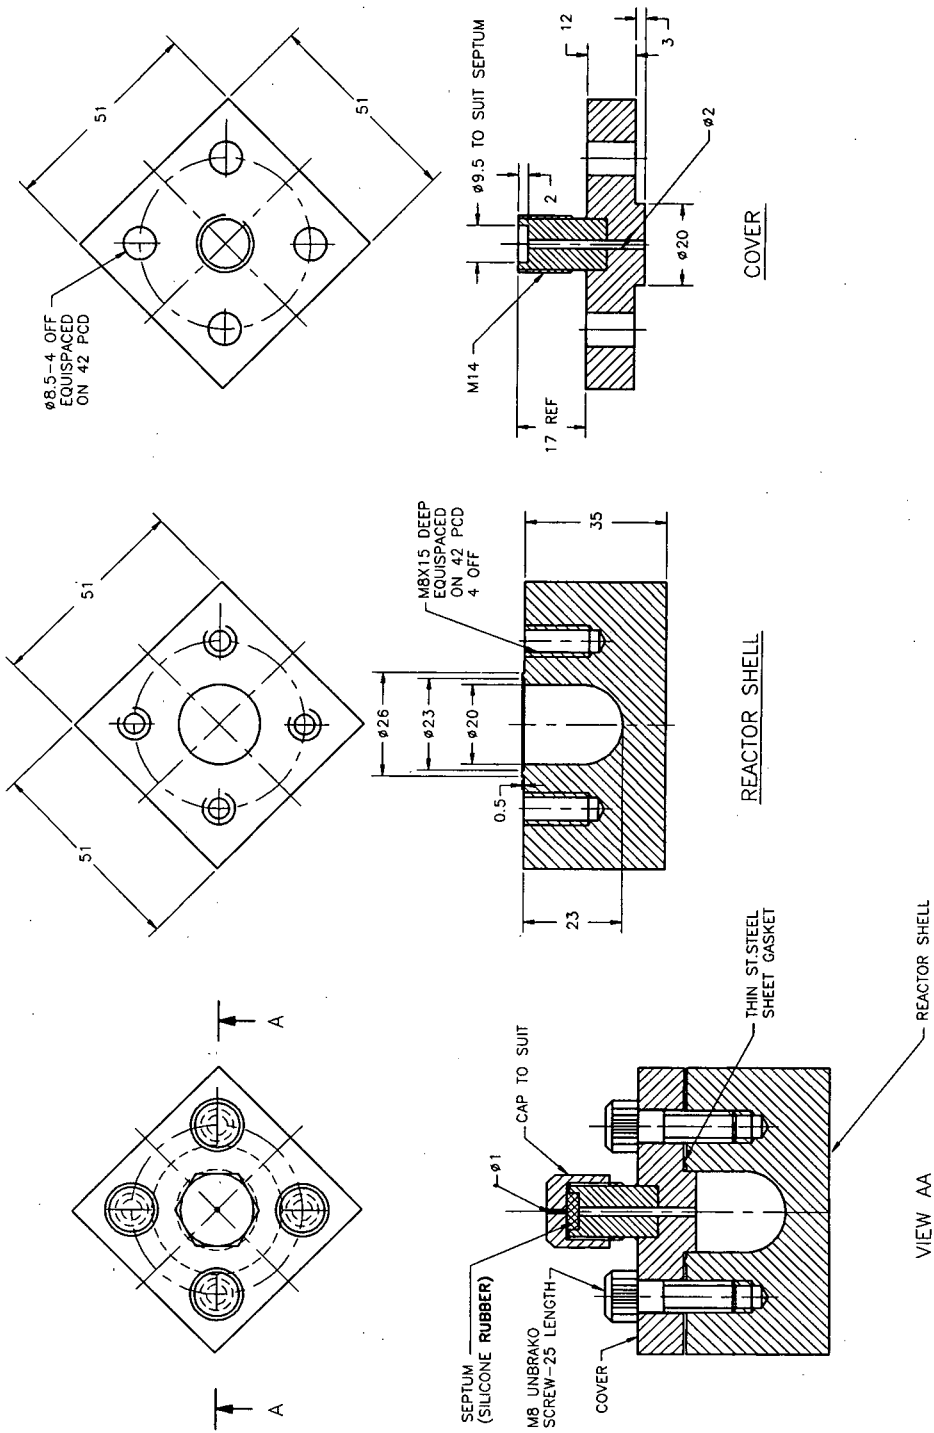 ø8.5-4 OFF
EQUISPACED
ON 42 PCD
51
51
M14
ø9.5 TO SUIT SEPTUM
2
17 REF
12
3
ø2
ø20
COVER
51
51
M8X15 DEEP
EQUISPACED
ON 42 PCD
4 OFF
ø26
ø23
ø20
0.5
23
35
REACTOR SHELL
A
A
SEPTUM
(SILICONE RUBBER)
M8 UNBRAKO
SCREW-25 LENGTH
COVER
ø1
CAP TO SUIT
THIN ST.STEEL
SHEET GASKET
REACTOR SHELL
VIEW AA